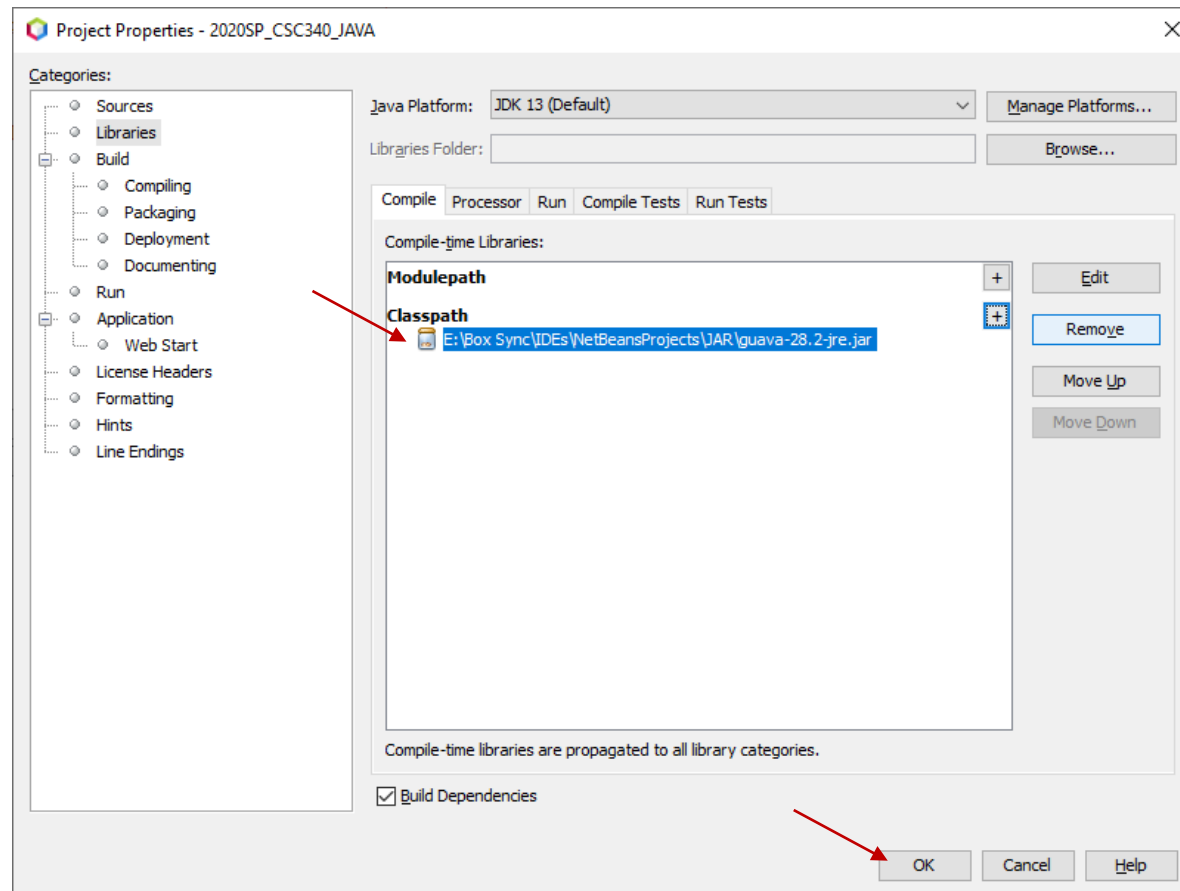 Project Properties - 2020SP_CSC340_JAVA
Categories:
Sources
Libraries
Build
Compiling
Packaging
Deployment
Documenting
Run
Application
Web Start
License Headers
Formatting
Hints
Line Endings
Java Platform: JDK 13 (Default) Manage Platforms...
Libraries Folder: Browse...
Compile Processor Run Compile Tests Run Tests
Compile-time Libraries:
Modulepath +
Classpath +
E:\Box Sync\IDEs\NetBeansProjects\JAR\guava-28.2-jre.jar
Edit
Remove
Move Up
Move Down
Compile-time libraries are propagated to all library categories.
Build Dependencies
OK Cancel Help